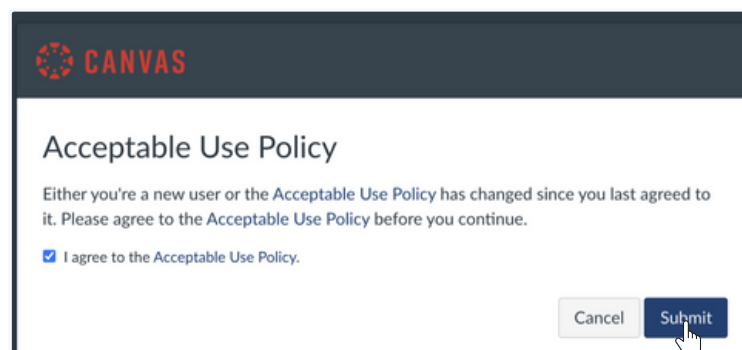 CANVAS
Acceptable Use Policy
Either you're a new user or the Acceptable Use Policy has changed since you last agreed to
it. Please agree to the Acceptable Use Policy before you continue.
I agree to the Acceptable Use Policy.
Cancel Submit